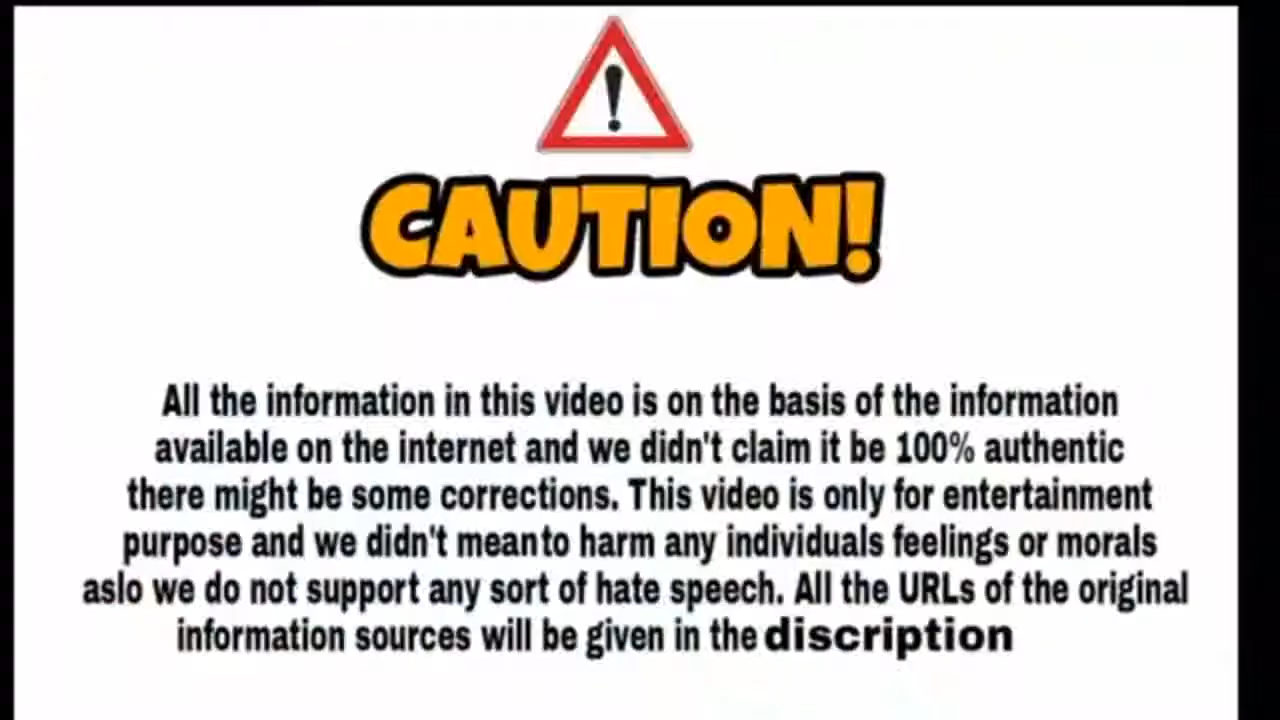 CAUTION!
All the information in this video is on the basis of the information
available on the internet and we didn't claim it be 100% authentic
there might be some corrections. This video is only for entertainment
purpose and we didn't meanto harm any individuals feelings or morals
aslo we do not support any sort of hate speech. All the URLs of the original
information sources will be given in the discription